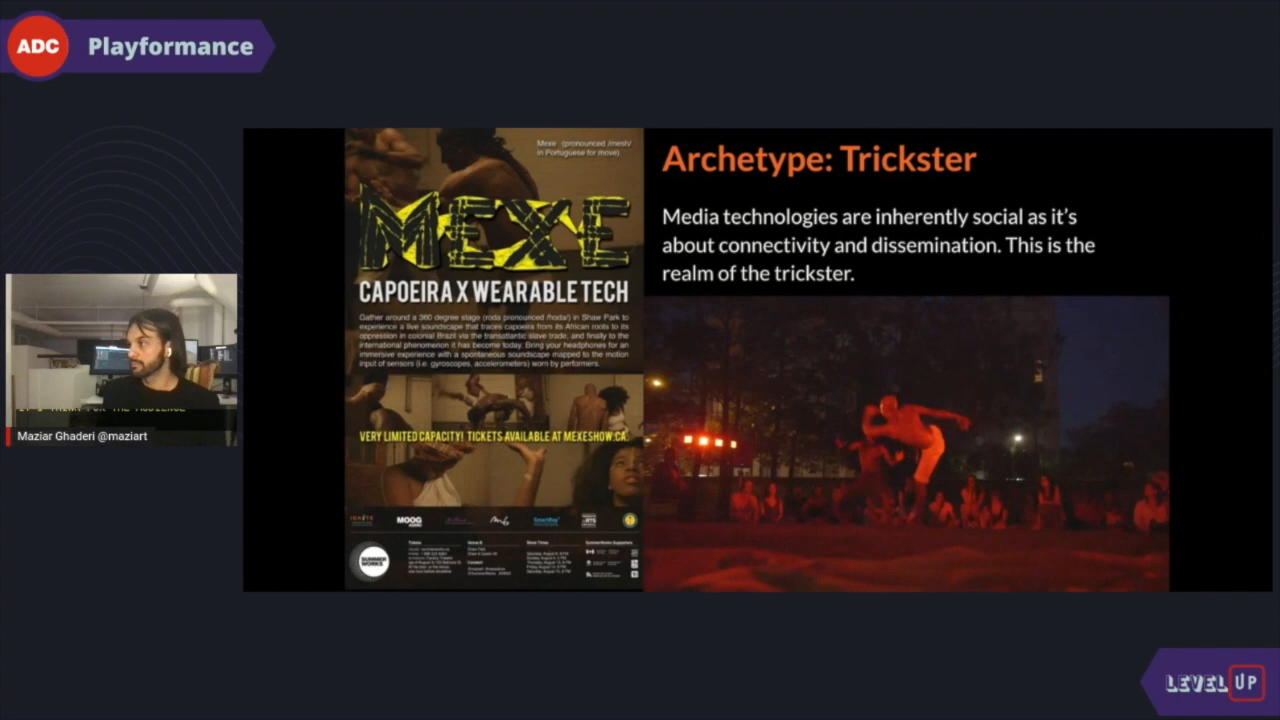 ADC
Playformance
Mexe (pronounced /mesh/
in Portuguese for move).
MEXE
CAPOEIRA X WEARABLE TECH
Gather around a 360 degree stage (roda pronounced /hoda/) in Shaw Park to
experience a live soundscape that traces capoeira from its African roots to its
oppression in colonial Brazil via the transatlantic slave trade, and finally to the
international phenomenon it has become today. Bring your headphones for an
immersive experience with a spontaneous soundscape mapped to the motion
input of sensors (i.e. gyroscopes, accelerometers) worn by performers.
VERY LIMITED CAPACITY! TICKETS AVAILABLE AT MEXESHOW.CA.
MOOG
SUMMER
WORKS
Archetype: Trickster
Media technologies are inherently social as it's
about connectivity and dissemination. This is the
realm of the trickster.
Maziar Ghaderi @maziart
LEVEL UP